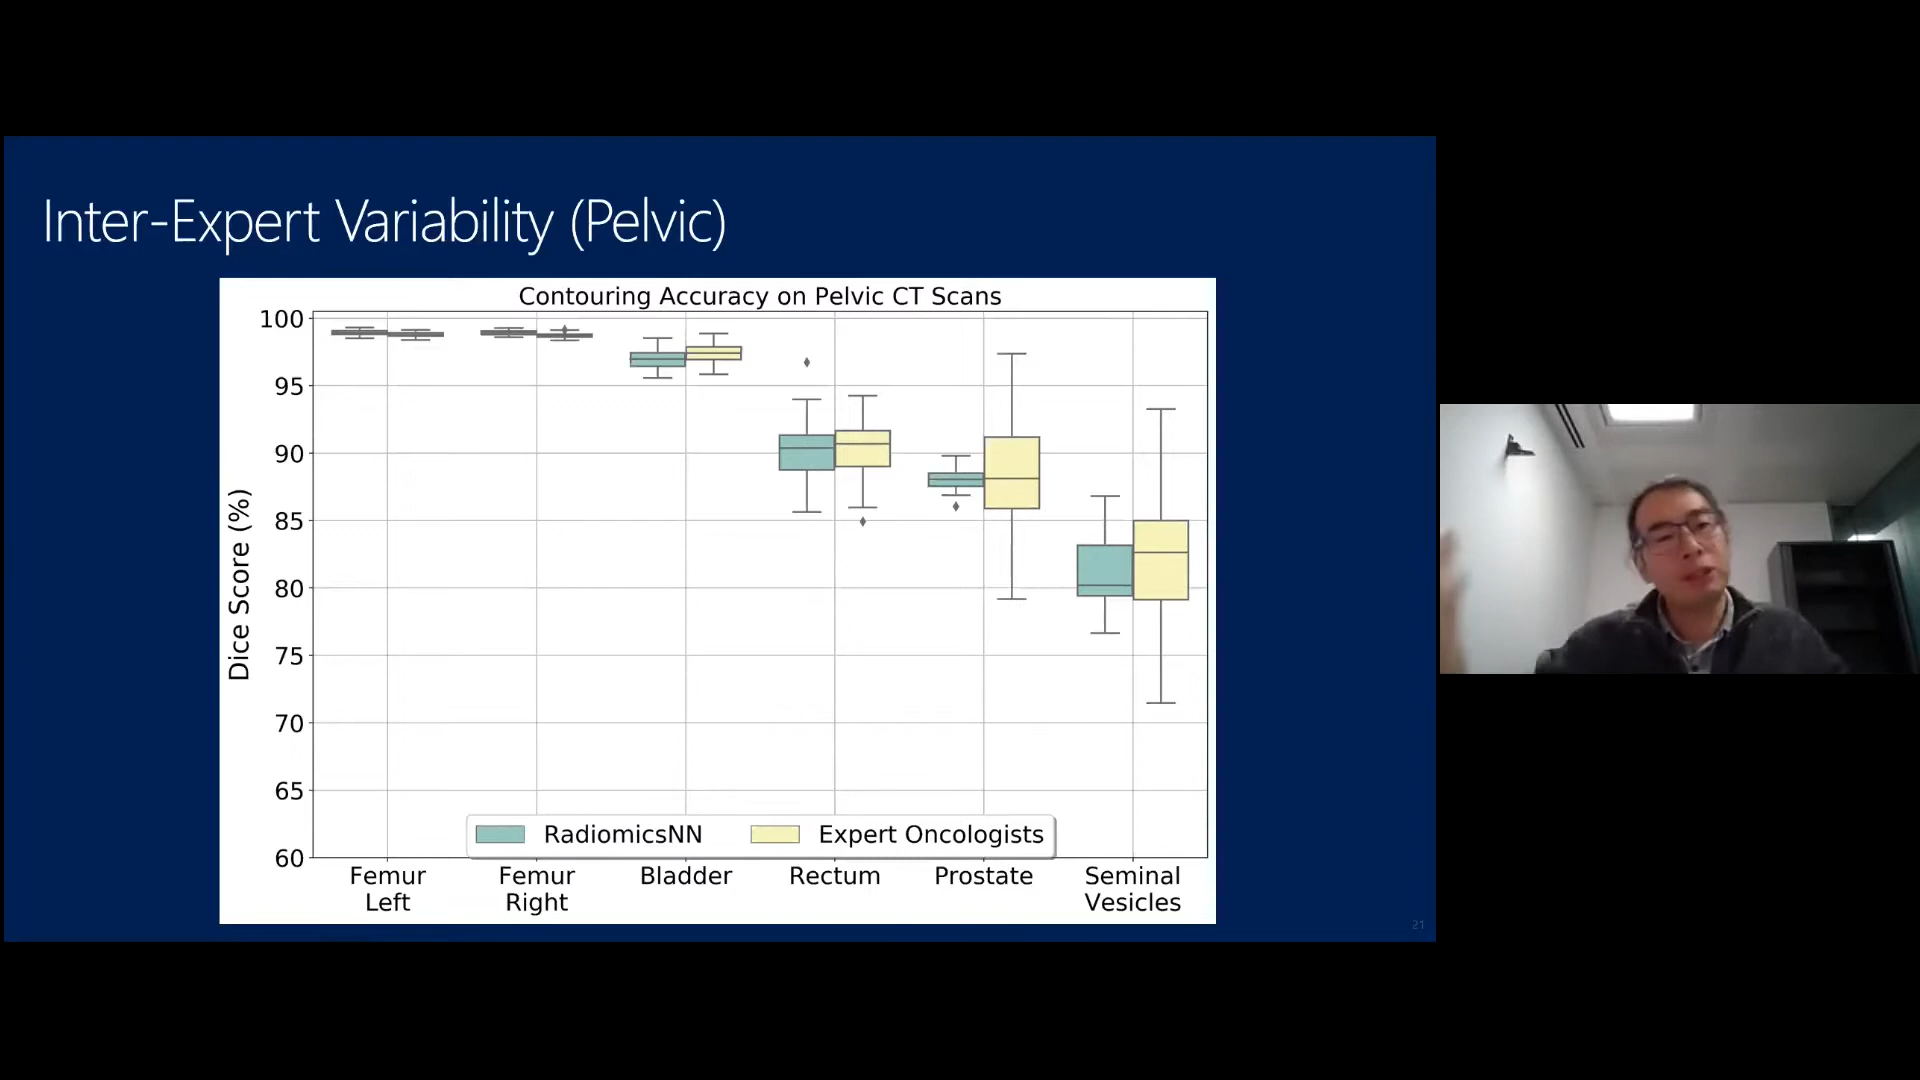 Inter-Expert Variability (Pelvic)
Contouring Accuracy on Pelvic CT Scans
100
95
90
85
80
75
70
65
60
Dice Score (%)
RadiomicsNN
Expert Oncologists
Femur Left
Femur Right
Bladder
Rectum
Prostate
Seminal Vesicles
21